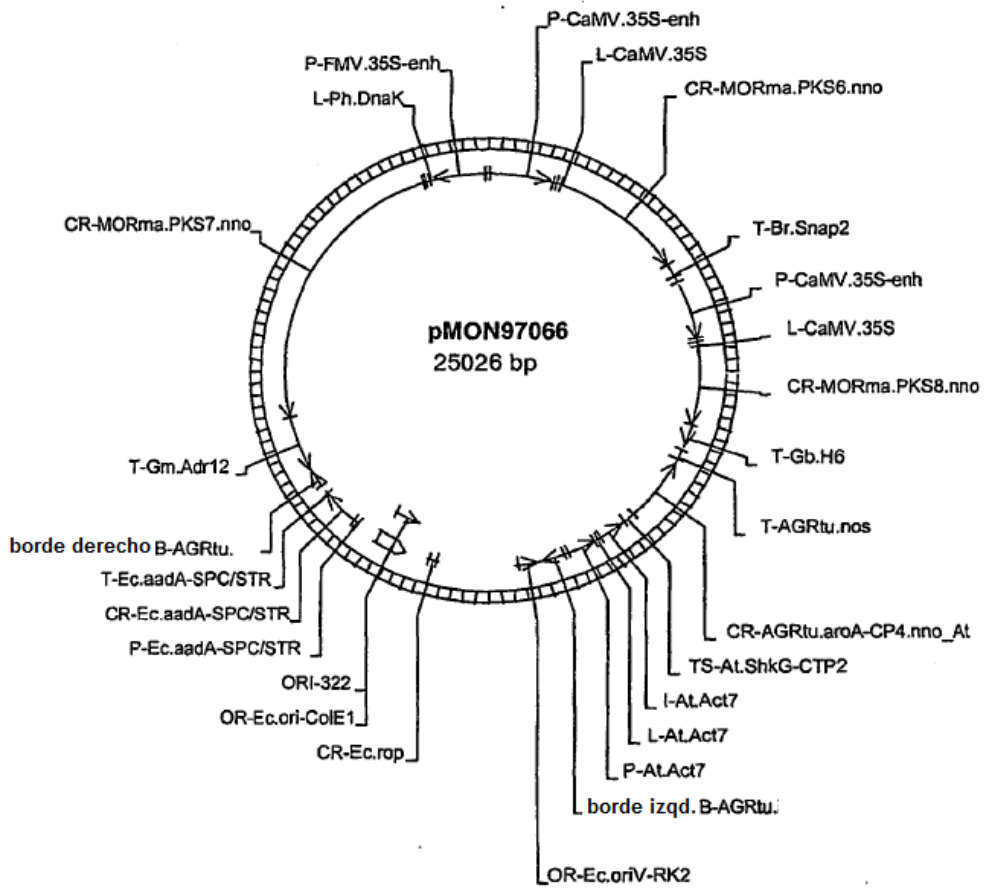 P-CaMV.35S-enh
L-CaMV.35S
P-FMV.35S-enh
L-Ph.DnaK
CR-MORma.PKS6.nno
CR-MORma.PKS7.nno
T-Br.Snap2
P-CaMV.35S-enh
L-CaMV.35S
pMON97066
25026 bp
CR-MORma.PKS8.nno
T-Gb.H6
T-Gm.Adr12
T-AGRtu.nos
borde derecho B-AGRtu.
T-Ec.aadA-SPC/STR
CR-Ec.aadA-SPC/STR
P-Ec.aadA-SPC/STR
CR-AGRtu.aroA-CP4.nno_At
TS-At.ShkG-CTP2
ORI-322
I-At.Act7
OR-Ec.ori-ColE1
L-At.Act7
CR-Ec.rop
P-At.Act7
borde izqd. B-AGRtu.
OR-Ec.oriV-RK2